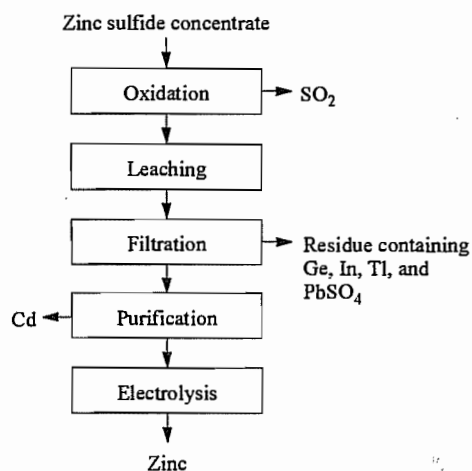 Zinc sulfide concentrate
Oxidation
SO2
Leaching
Filtration
Residue containing
Ge, In, Tl, and
PbSO4
Cd
Purification
Electrolysis
Zinc